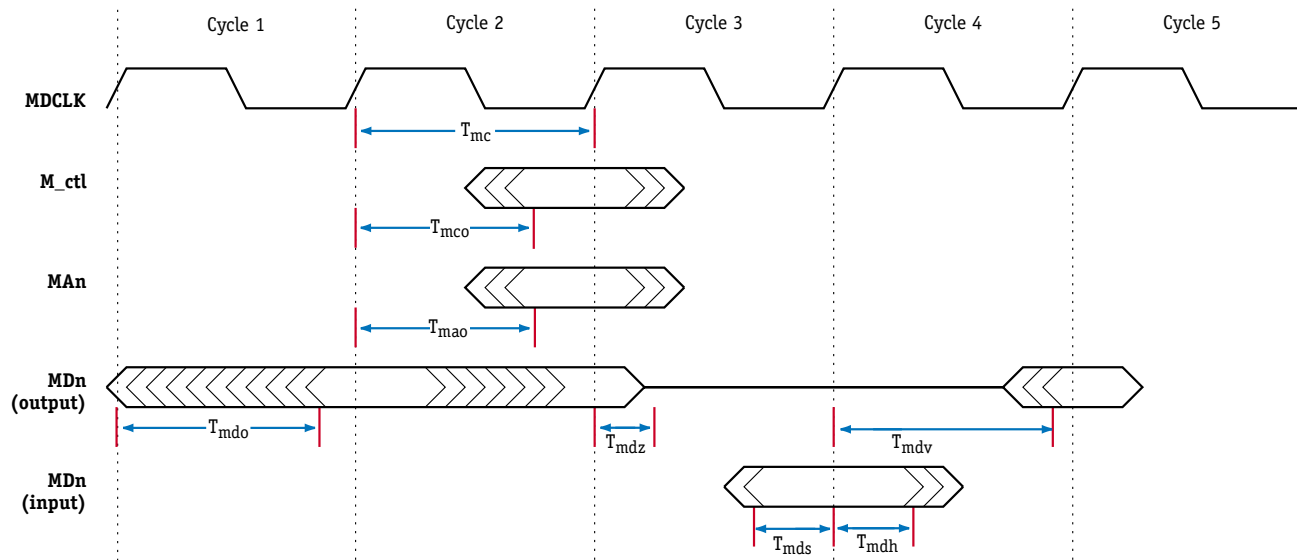 Cycle 1 Cycle 2 Cycle 3 Cycle 4 Cycle 5
MDCLK
Tmc
M_ctl
Tmco
MAn
Tmao
MDn
(output)
Tmdo Tmdz Tmdv
MDn
(input)
Tmds Tmdh